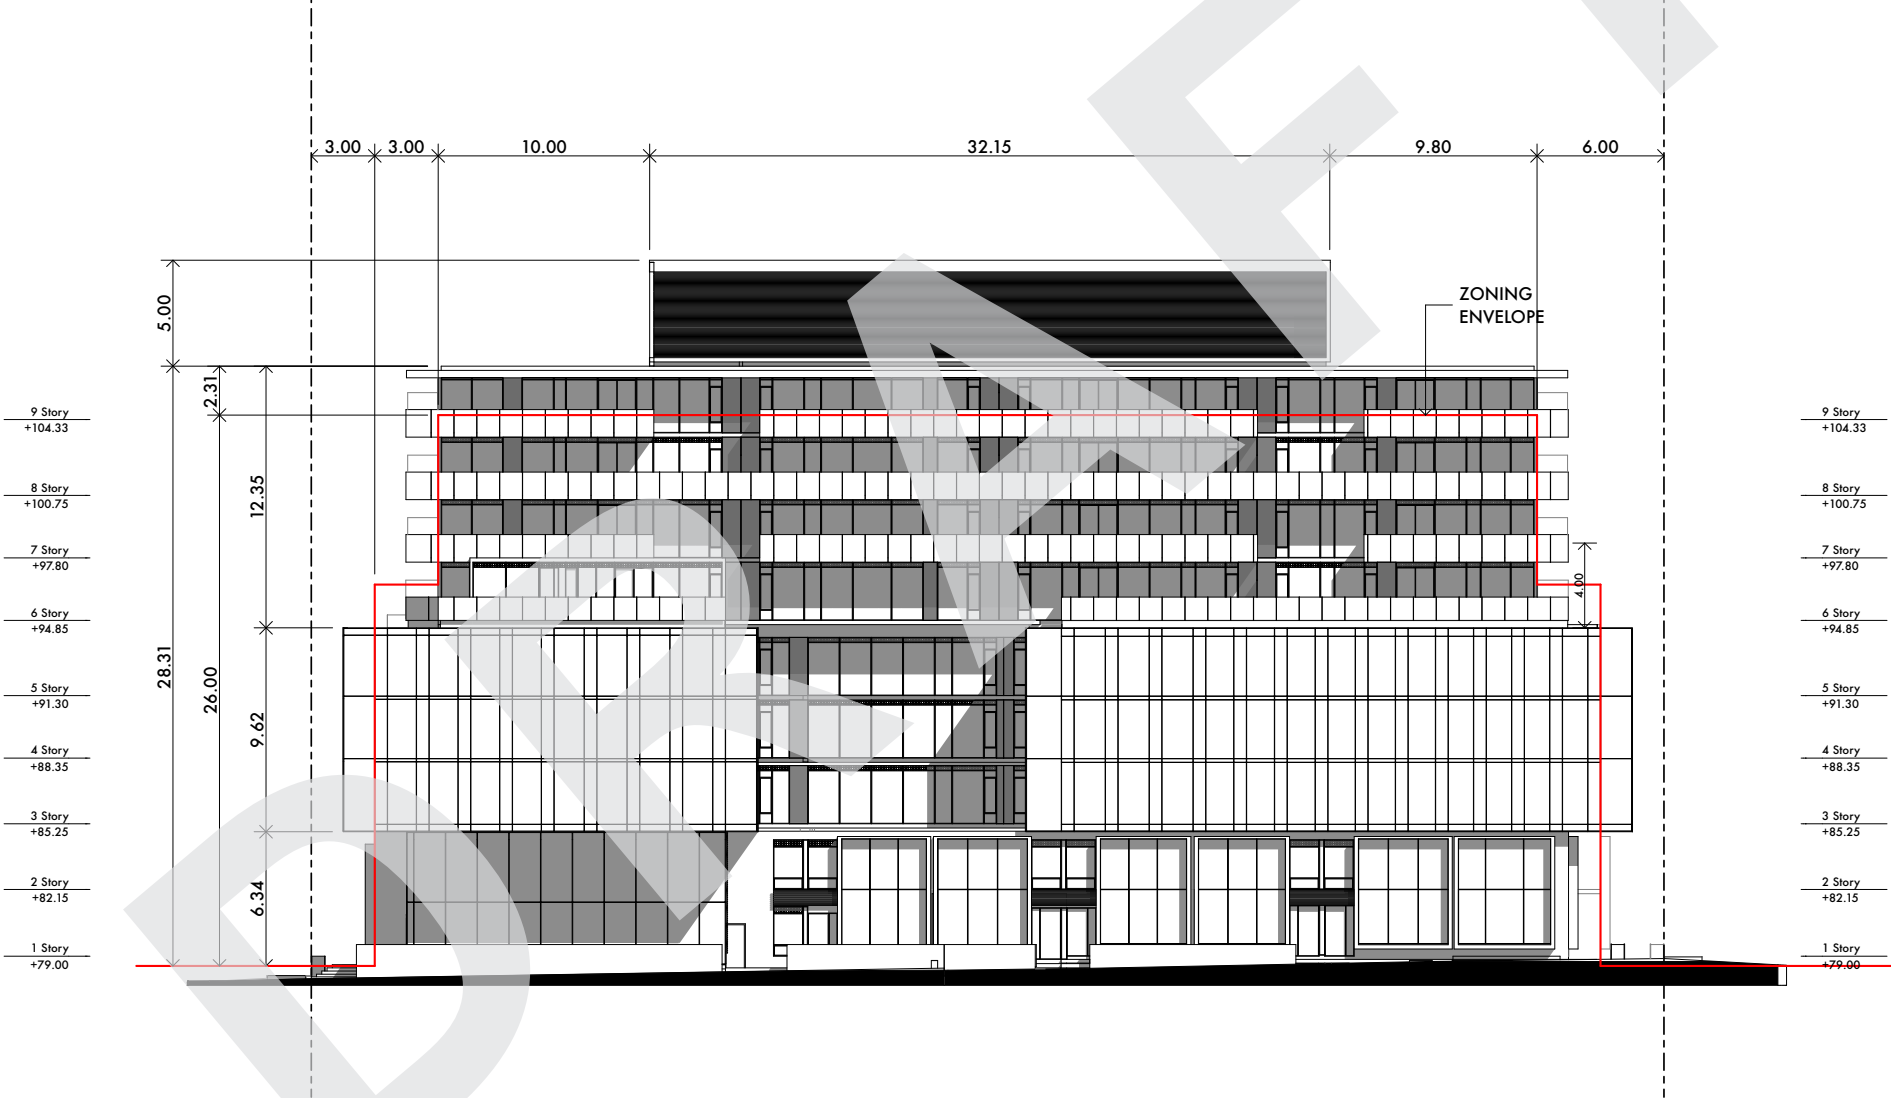 3.00 3.00 10.00 32.15 9.80 6.00
5.00
ZONING
ENVELOPE
2.31
9 Story
+104.33
9 Story
+104.33
12.35
8 Story
+100.75
8 Story
+100.75
7 Story
+97.80
7 Story
+97.80
4.00
6 Story
+94.85
6 Story
+94.85
28.31
26.00
5 Story
+91.30
5 Story
+91.30
9.62
4 Story
+88.35
4 Story
+88.35
3 Story
+85.25
3 Story
+85.25
6.34
2 Story
+82.15
2 Story
+82.15
1 Story
+79.00
1 Story
+79.00
DRAF